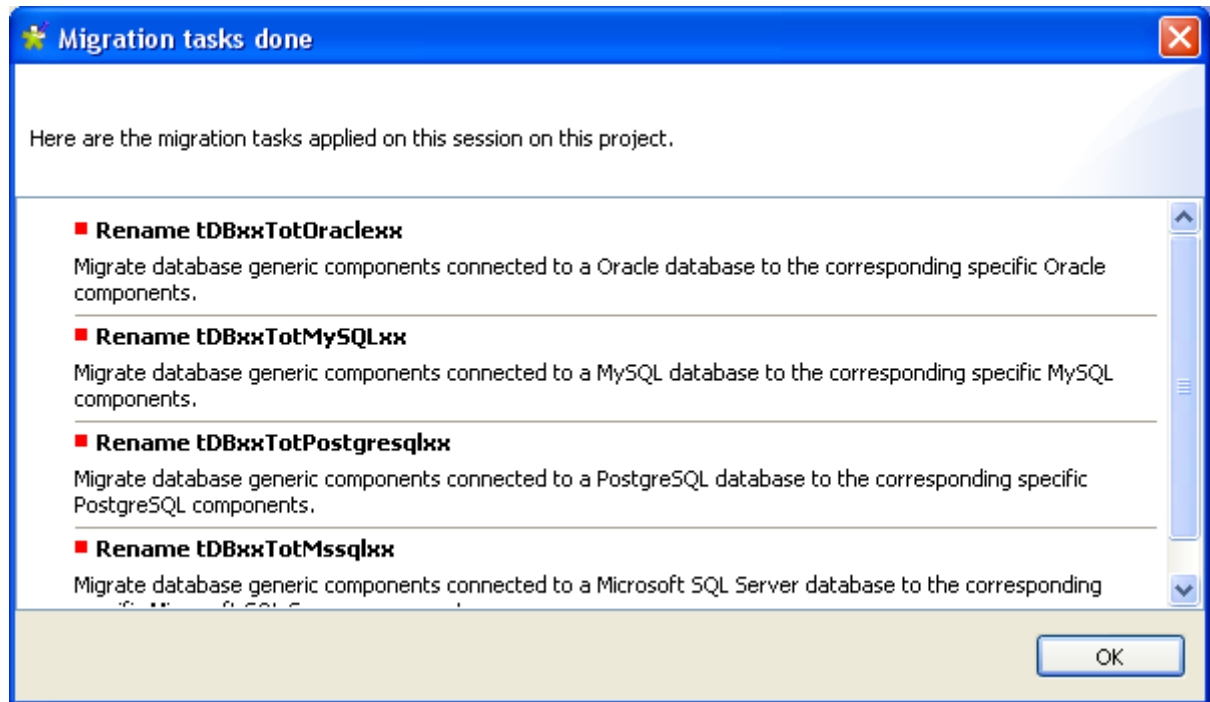 Migration tasks done
Here are the migration tasks applied on this session on this project.
Rename tDBxxTotOraclexx
Migrate database generic components connected to a Oracle database to the corresponding specific Oracle
components.
Rename tDBxxTotMySQLxx
Migrate database generic components connected to a MySQL database to the corresponding specific MySQL
components.
Rename tDBxxTotPostgresqlxx
Migrate database generic components connected to a PostgreSQL database to the corresponding specific
PostgreSQL components.
Rename tDBxxTotMssqlxx
Migrate database generic components connected to a Microsoft SQL Server database to the corresponding
OK